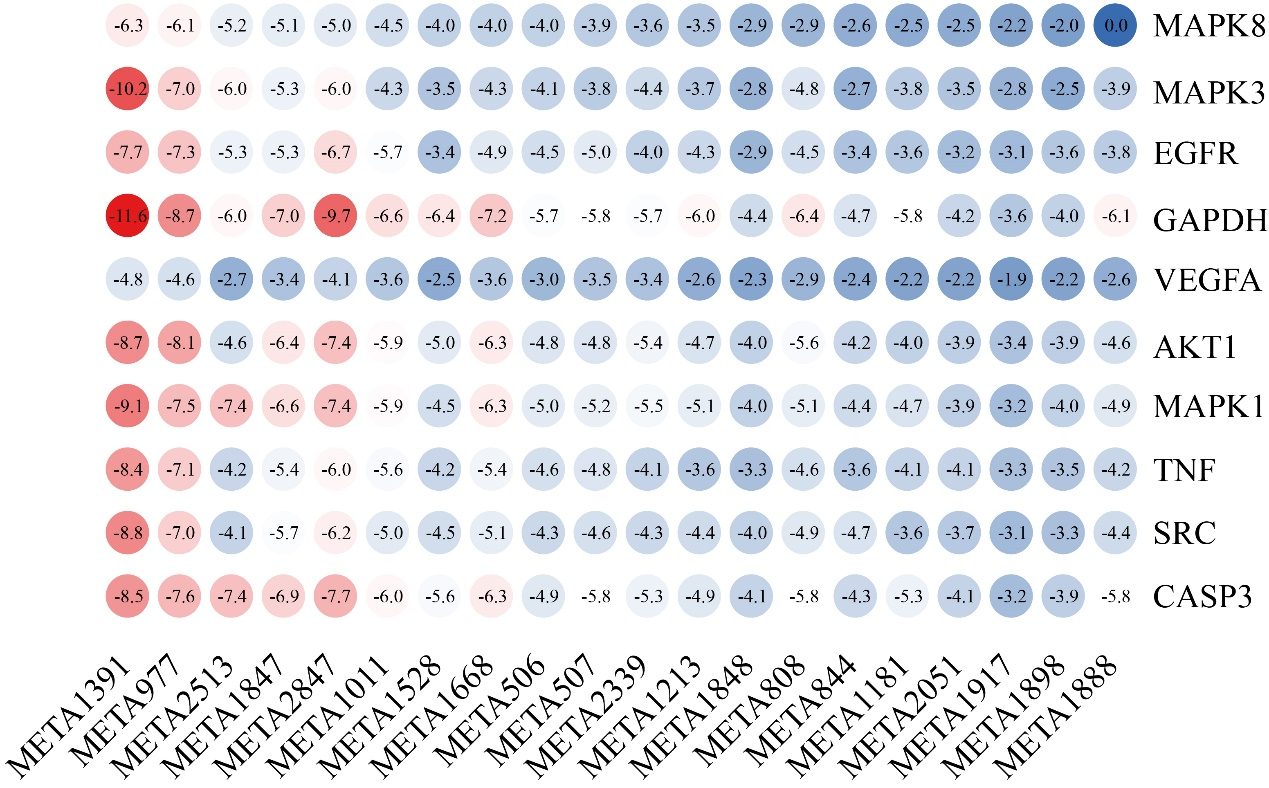 -6.3 -6.1 -5.2 -5.1 -5.0 -4.5 -4.0 -4.0 -4.0 -3.9 -3.6 -3.5 -2.9 -2.9 -2.6 -2.5 -2.5 -2.2 -2.0 0.0 MAPK8
-10.2 -7.0 -6.0 -5.3 -6.0 -4.3 -3.5 -4.3 -4.1 -3.8 -4.4 -3.7 -2.8 -4.8 -2.7 -3.8 -3.5 -2.8 -2.5 -3.9 MAPK3
-7.7 -7.3 -5.3 -5.3 -6.7 -5.7 -3.4 -4.9 -4.5 -5.0 -4.0 -4.3 -2.9 -4.5 -3.4 -3.6 -3.2 -3.1 -3.6 -3.8 EGFR
-11.6 -8.7 -6.0 -7.0 -9.7 -6.6 -6.4 -7.2 -5.7 -5.8 -5.7 -6.0 -4.4 -6.4 -4.7 -5.8 -4.2 -3.6 -4.0 -6.1 GAPDH
-4.8 -4.6 -2.7 -3.4 -4.1 -3.6 -2.5 -3.6 -3.0 -3.5 -3.4 -2.6 -2.3 -2.9 -2.4 -2.2 -2.2 -1.9 -2.2 -2.6 VEGFA
-8.7 -8.1 -4.6 -6.4 -7.4 -5.9 -5.0 -6.3 -4.8 -4.8 -5.4 -4.7 -4.0 -5.6 -4.2 -4.0 -3.9 -3.4 -3.9 -4.6 AKT1
-9.1 -7.5 -7.4 -6.6 -7.4 -5.9 -4.5 -6.3 -5.0 -5.2 -5.5 -5.1 -4.0 -5.1 -4.4 -4.7 -3.9 -3.2 -4.0 -4.9 MAPK1
-8.4 -7.1 -4.2 -5.4 -6.0 -5.6 -4.2 -5.4 -4.6 -4.8 -4.1 -3.6 -3.3 -4.6 -3.6 -4.1 -4.1 -3.3 -3.5 -4.2 TNF
-8.8 -7.0 -4.1 -5.7 -6.2 -5.0 -4.5 -5.1 -4.3 -4.6 -4.3 -4.4 -4.0 -4.9 -4.7 -3.6 -3.7 -3.1 -3.3 -4.4 SRC
-8.5 -7.6 -7.4 -6.9 -7.7 -6.0 -5.6 -6.3 -4.9 -5.8 -5.3 -4.9 -4.1 -5.8 -4.3 -5.3 -4.1 -3.2 -3.9 -5.8 CASP3
META1391
META977
META2513
META1847
META2847
META1011
META1528
META1668
META506
META507
META2339
META1213
META1848
META808
META844
META1181
META2051
META1917
META1898
META1888